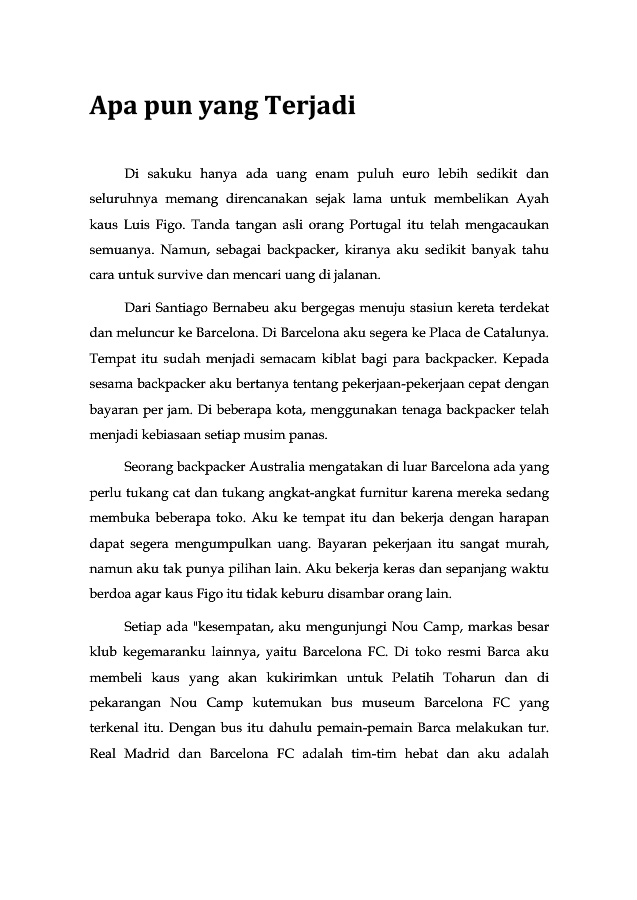 Apa pun yang Terjadi
Di sakuku hanya ada uang enam puluh euro lebih sedikit dan
seluruhnya memang direncanakan sejak lama untuk membelikan Ayah
kaus Luis Figo. Tanda tangan asli orang Portugal itu telah mengacaukan
semuanya. Namun, sebagai backpacker, kiranya aku sedikit banyak tahu
cara untuk survive dan mencari uang di jalanan.
Dari Santiago Bernabeu aku bergegas menuju stasiun kereta terdekat
dan meluncur ke Barcelona. Di Barcelona aku segera ke Placa de Catalunya.
Tempat itu sudah menjadi semacam kiblat bagi para backpacker. Kepada
sesama backpacker aku bertanya tentang pekerjaan-pekerjaan cepat dengan
bayaran per jam. Di beberapa kota, menggunakan tenaga backpacker telah
menjadi kebiasaan setiap musim panas.
Seorang backpacker Australia mengatakan di luar Barcelona ada yang
perlu tukang cat dan tukang angkat-angkat furnitur karena mereka sedang
membuka beberapa toko. Aku ke tempat itu dan bekerja dengan harapan
dapat segera mengumpulkan uang. Bayaran pekerjaan itu sangat murah,
namun aku tak punya pilihan lain. Aku bekerja keras dan sepanjang waktu
berdoa agar kaus Figo itu tidak keburu disambar orang lain.
Setiap ada "kesempatan, aku mengunjungi Nou Camp, markas besar
klub kegemaranku lainnya, yaitu Barcelona FC. Di toko resmi Barca aku
membeli kaus yang akan kukirimkan untuk Pelatih Toharun dan di
pekarangan Nou Camp kutemukan bus museum Barcelona FC yang
terkenal itu. Dengan bus itu dahulu pemain-pemain Barca melakukan tur.
Real Madrid dan Barcelona FC adalah tim-tim hebat dan aku adalah